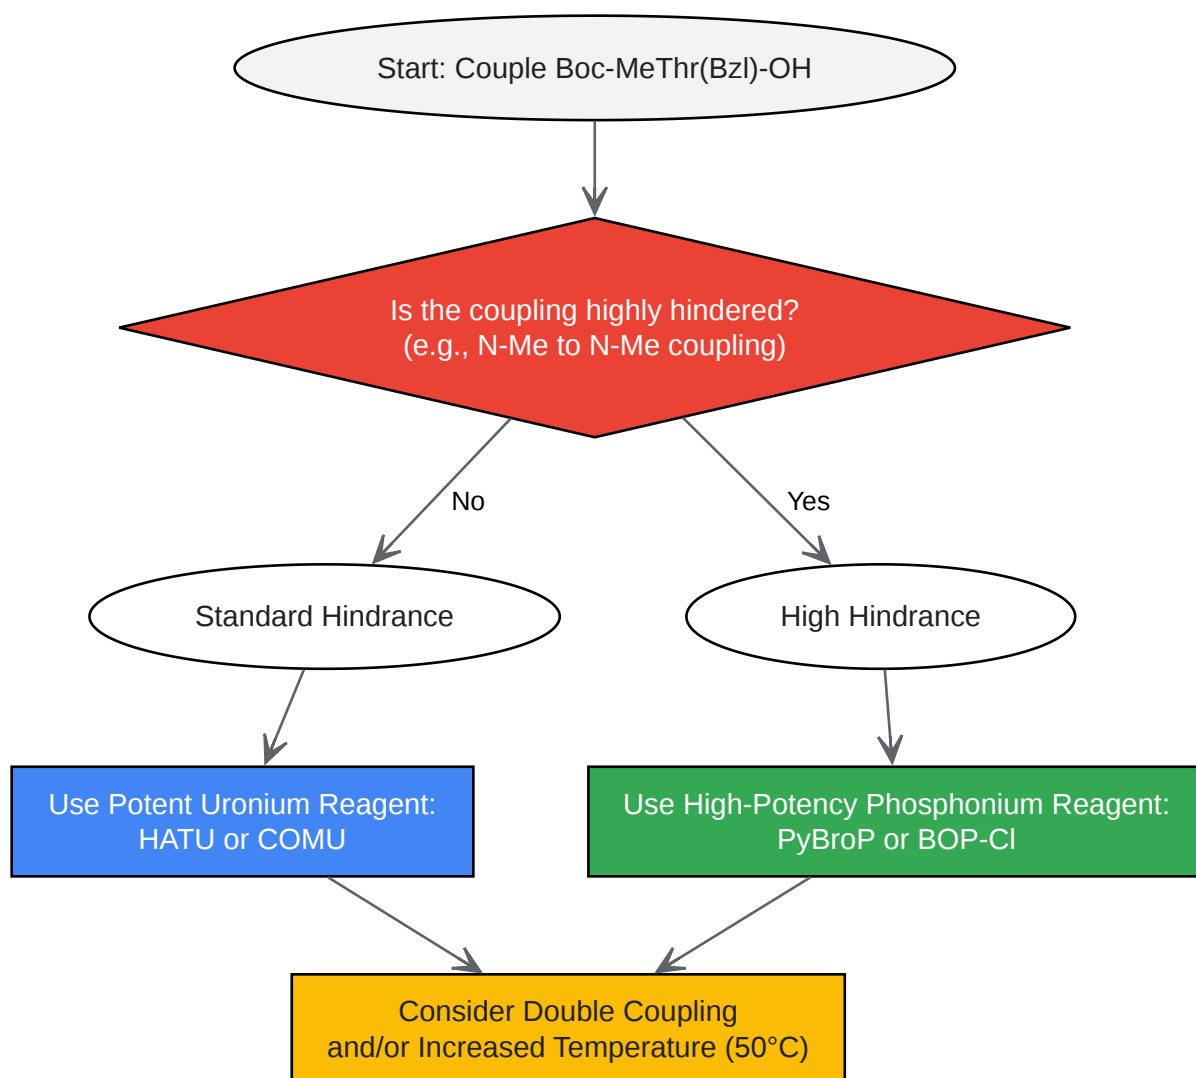 Start: Couple Boc-MeThr(Bzl)-OH
Is the coupling highly hindered?
(e.g., N-Me to N-Me coupling)
No
Yes
Standard Hindrance
High Hindrance
Use Potent Uronium Reagent:
HATU or COMU
Use High-Potency Phosphonium Reagent:
PyBroP or BOP-Cl
Consider Double Coupling
and/or Increased Temperature (50°C)